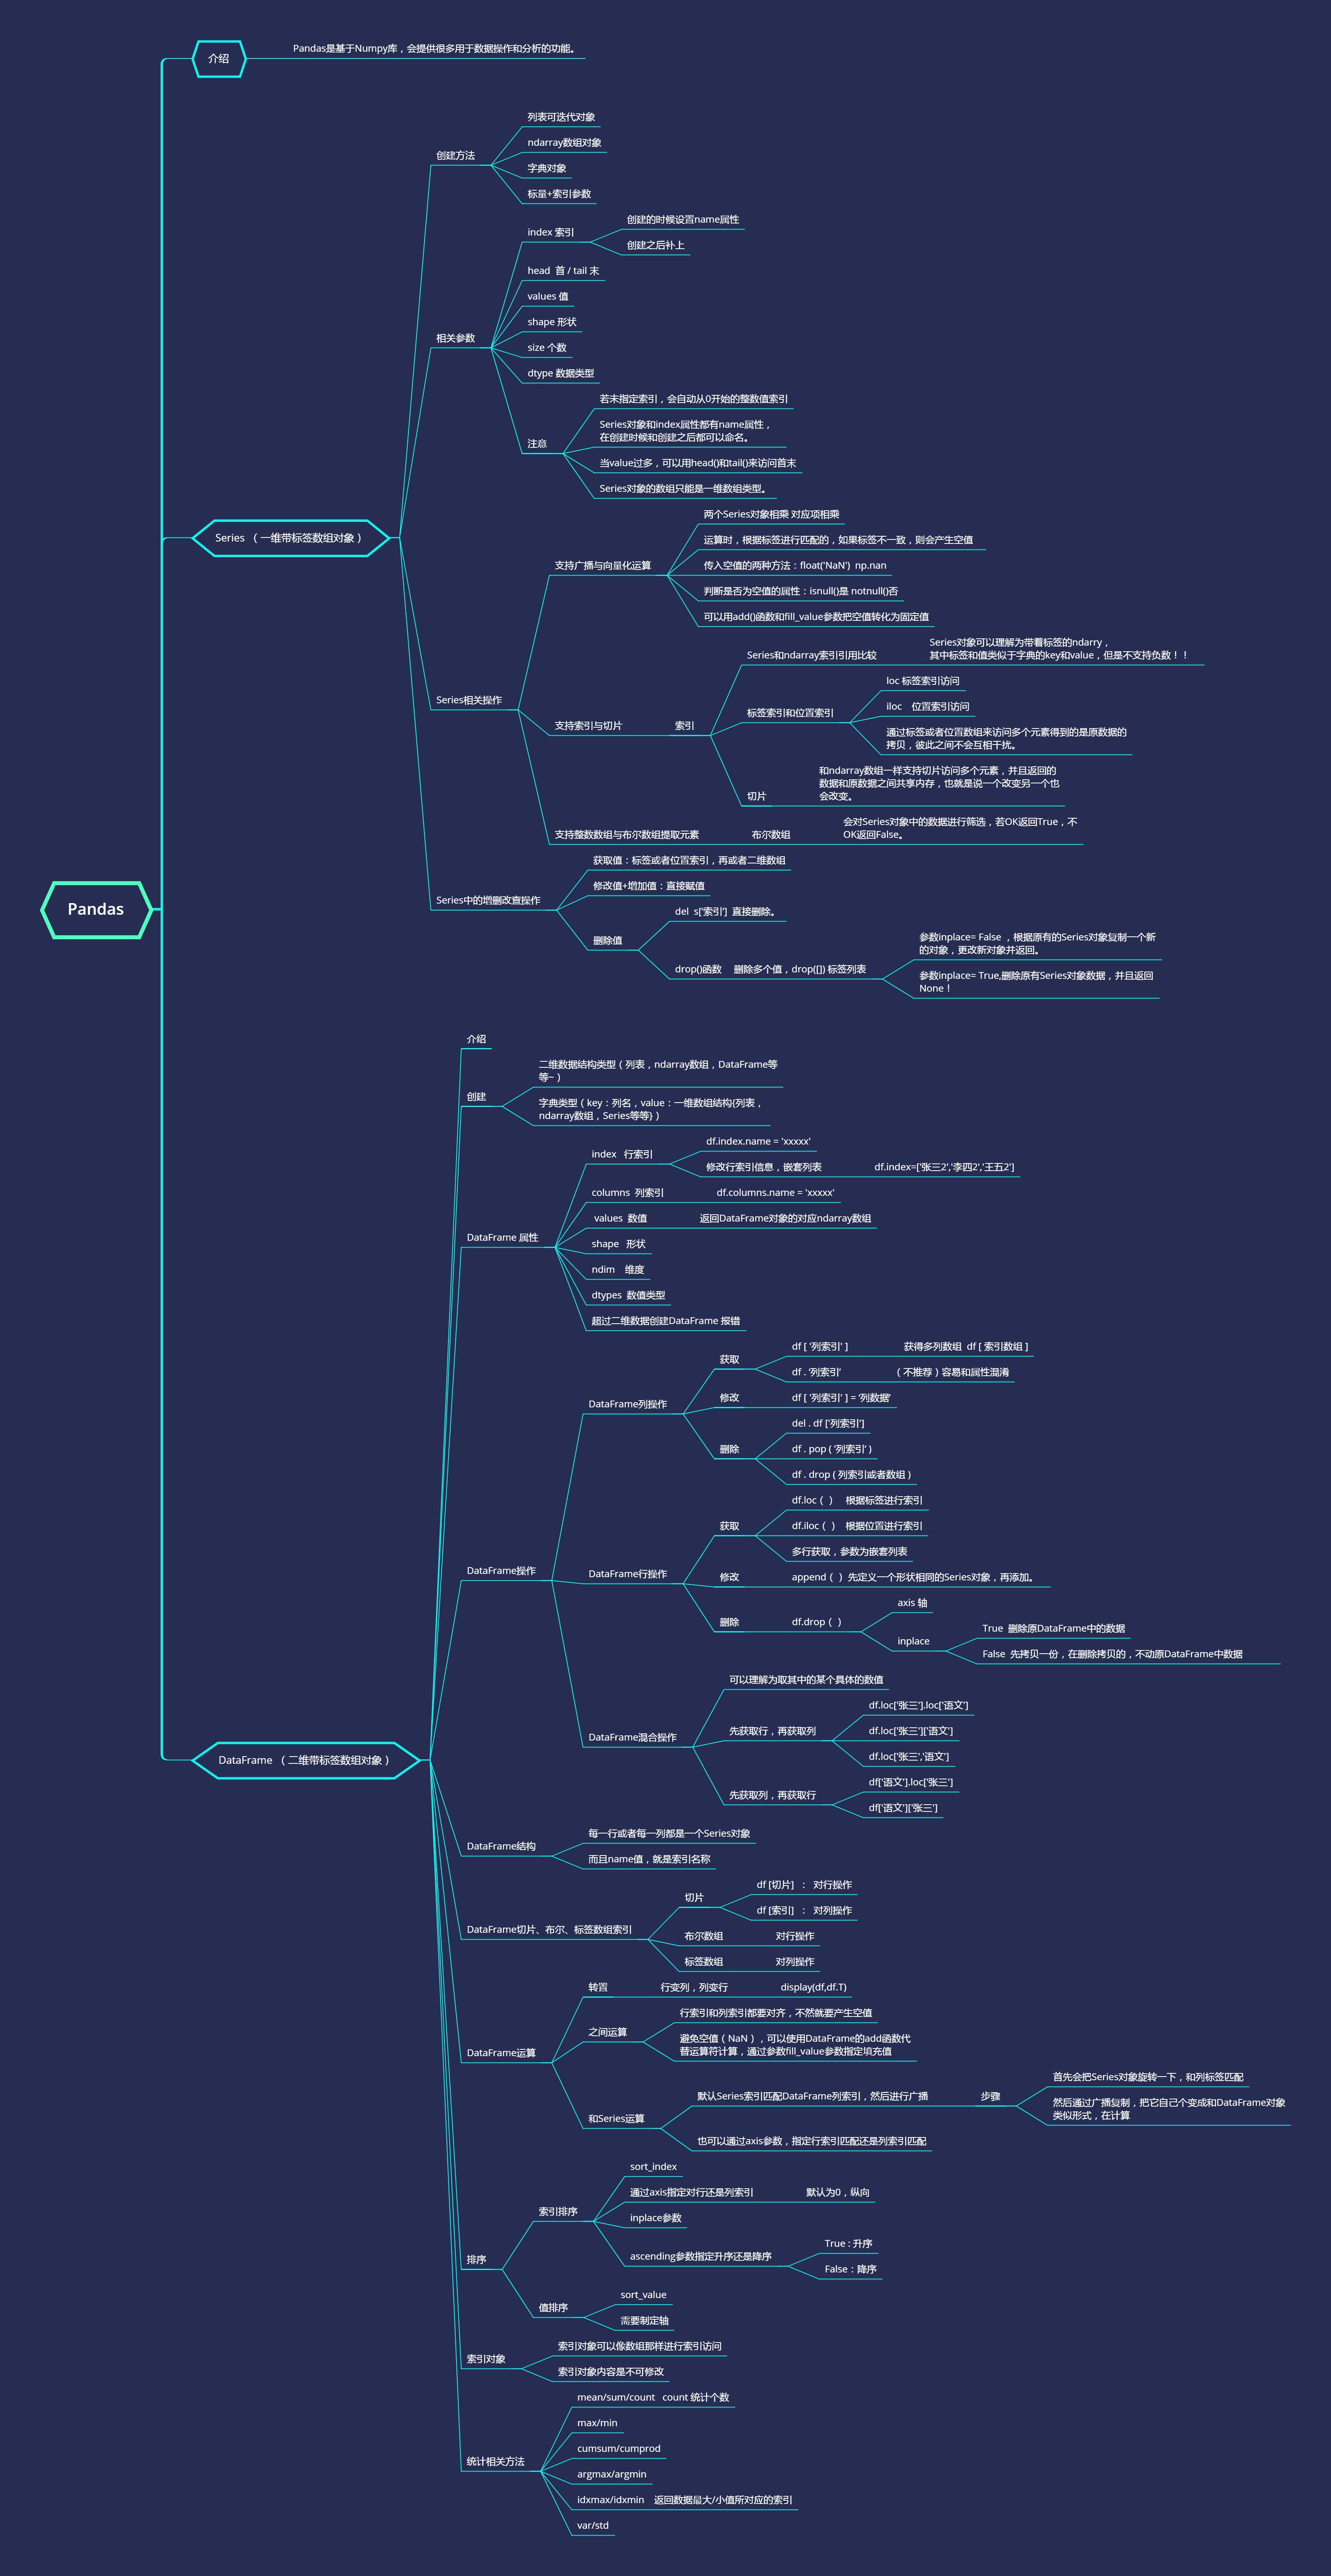 Pandas
介绍
Pandas是基于Numpy库，会提供很多用于数据操作和分析的功能。
Series （一维带标签数组对象）
创建方法
列表可迭代对象
ndarray数组对象
字典对象
标量+索引参数
相关参数
index 索引
创建的时候设置name属性
创建之后补上
head 首 / tail 末
values 值
shape 形状
size 个数
dtype 数据类型
注意
若未指定索引，会自动从0开始的整数值索引
Series对象和index属性都有name属性，
在创建时候和创建之后都可以命名。
当value过多，可以用head()和tail()来访问首末
Series对象的数组只能是一维数组类型。
Series相关操作
支持广播与向量化运算
两个Series对象相乘 对应项相乘
运算时，根据标签进行匹配的，如果标签不一致，则会产生空值
传入空值的两种方法：float('NaN') np.nan
判断是否为空值的属性：isnull()是 notnull()否
可以用add()函数和fill_value参数把空值转化为固定值
支持索引与切片
索引
Series和ndarray索引引用比较
Series对象可以理解为带着标签的ndarry，
其中标签和值类似于字典的key和value，但是不支持负数！！
标签索引和位置索引
loc 标签索引访问
iloc 位置索引访问
通过标签或者位置数组来访问多个元素得到的是原数据的
拷贝，彼此之间不会互相干扰。
切片
和ndarray数组一样支持切片访问多个元素，并且返回的
数据和原数据之间共享内存，也就是说一个改变另一个也
会改变。
支持整数数组与布尔数组提取元素
布尔数组
会对Series对象中的数据进行筛选，若OK返回True，不
OK返回False。
Series中的增删改查操作
获取值：标签或者位置索引，再或者二维数组
修改值+增加值：直接赋值
删除值
del s['索引'] 直接删除。
drop()函数 删除多个值，drop([]) 标签列表
参数inplace= False ，根据原有的Series对象复制一个新
的对象，更改新对象并返回。
参数inplace= True,删除原有Series对象数据，并且返回
None！
DataFrame （二维带标签数组对象）
介绍
创建
二维数据结构类型（列表，ndarray数组，DataFrame等
等~）
字典类型（key：列名，value：一维数组结构{列表，
ndarray数组，Series等等}）
DataFrame 属性
index 行索引
df.index.name = 'xxxxx'
修改行索引信息，嵌套列表
df.index=['张三2','李四2','王五2']
columns 列索引
df.columns.name = 'xxxxx'
values 数值
返回DataFrame对象的对应ndarray数组
shape 形状
ndim 维度
dtypes 数值类型
超过二维数据创建DataFrame 报错
DataFrame操作
DataFrame列操作
获取
df [ '列索引' ]
获得多列数组 df [ 索引数组 ]
df . '列索引'
（不推荐）容易和属性混淆
修改
df [ '列索引' ] = '列数据'
删除
del . df ['列索引']
df . pop ( '列索引' )
df . drop ( 列索引或者数组 )
DataFrame行操作
获取
df.loc（ ） 根据标签进行索引
df.iloc（ ） 根据位置进行索引
多行获取，参数为嵌套列表
修改
append（ ）先定义一个形状相同的Series对象，再添加。
删除
df.drop（ ）
axis 轴
inplace
True 删除原DataFrame中的数据
False 先拷贝一份，在删除拷贝的，不动原DataFrame中数据
DataFrame混合操作
可以理解为取其中的某个具体的数值
先获取行，再获取列
df.loc['张三'].loc['语文']
df.loc['张三']['语文']
df.loc['张三','语文']
先获取列，再获取行
df['语文'].loc['张三']
df['语文']['张三']
DataFrame结构
每一行或者每一列都是一个Series对象
而且name值，就是索引名称
DataFrame切片、布尔、标签数组索引
切片
df [切片] ： 对行操作
df [索引] ： 对列操作
布尔数组
对行操作
标签数组
对列操作
DataFrame运算
转置
行变列，列变行
display(df,df.T)
之间运算
行索引和列索引都要对齐，不然就要产生空值
避免空值（NaN），可以使用DataFrame的add函数代
替运算符计算，通过参数fill_value参数指定填充值
和Series运算
默认Series索引匹配DataFrame列索引，然后进行广播
步骤
首先会把Series对象旋转一下，和列标签匹配
然后通过广播复制，把它自己个变成和DataFrame对象
类似形式，在计算
也可以通过axis参数，指定行索引匹配还是列索引匹配
排序
索引排序
sort_index
通过axis指定对行还是列索引
默认为0，纵向
inplace参数
ascending参数指定升序还是降序
True : 升序
False：降序
值排序
sort_value
需要制定轴
索引对象
索引对象可以像数组那样进行索引访问
索引对象内容是不可修改
统计相关方法
mean/sum/count count 统计个数
max/min
cumsum/cumprod
argmax/argmin
idxmax/idxmin 返回数据最大/小值所对应的索引
var/std